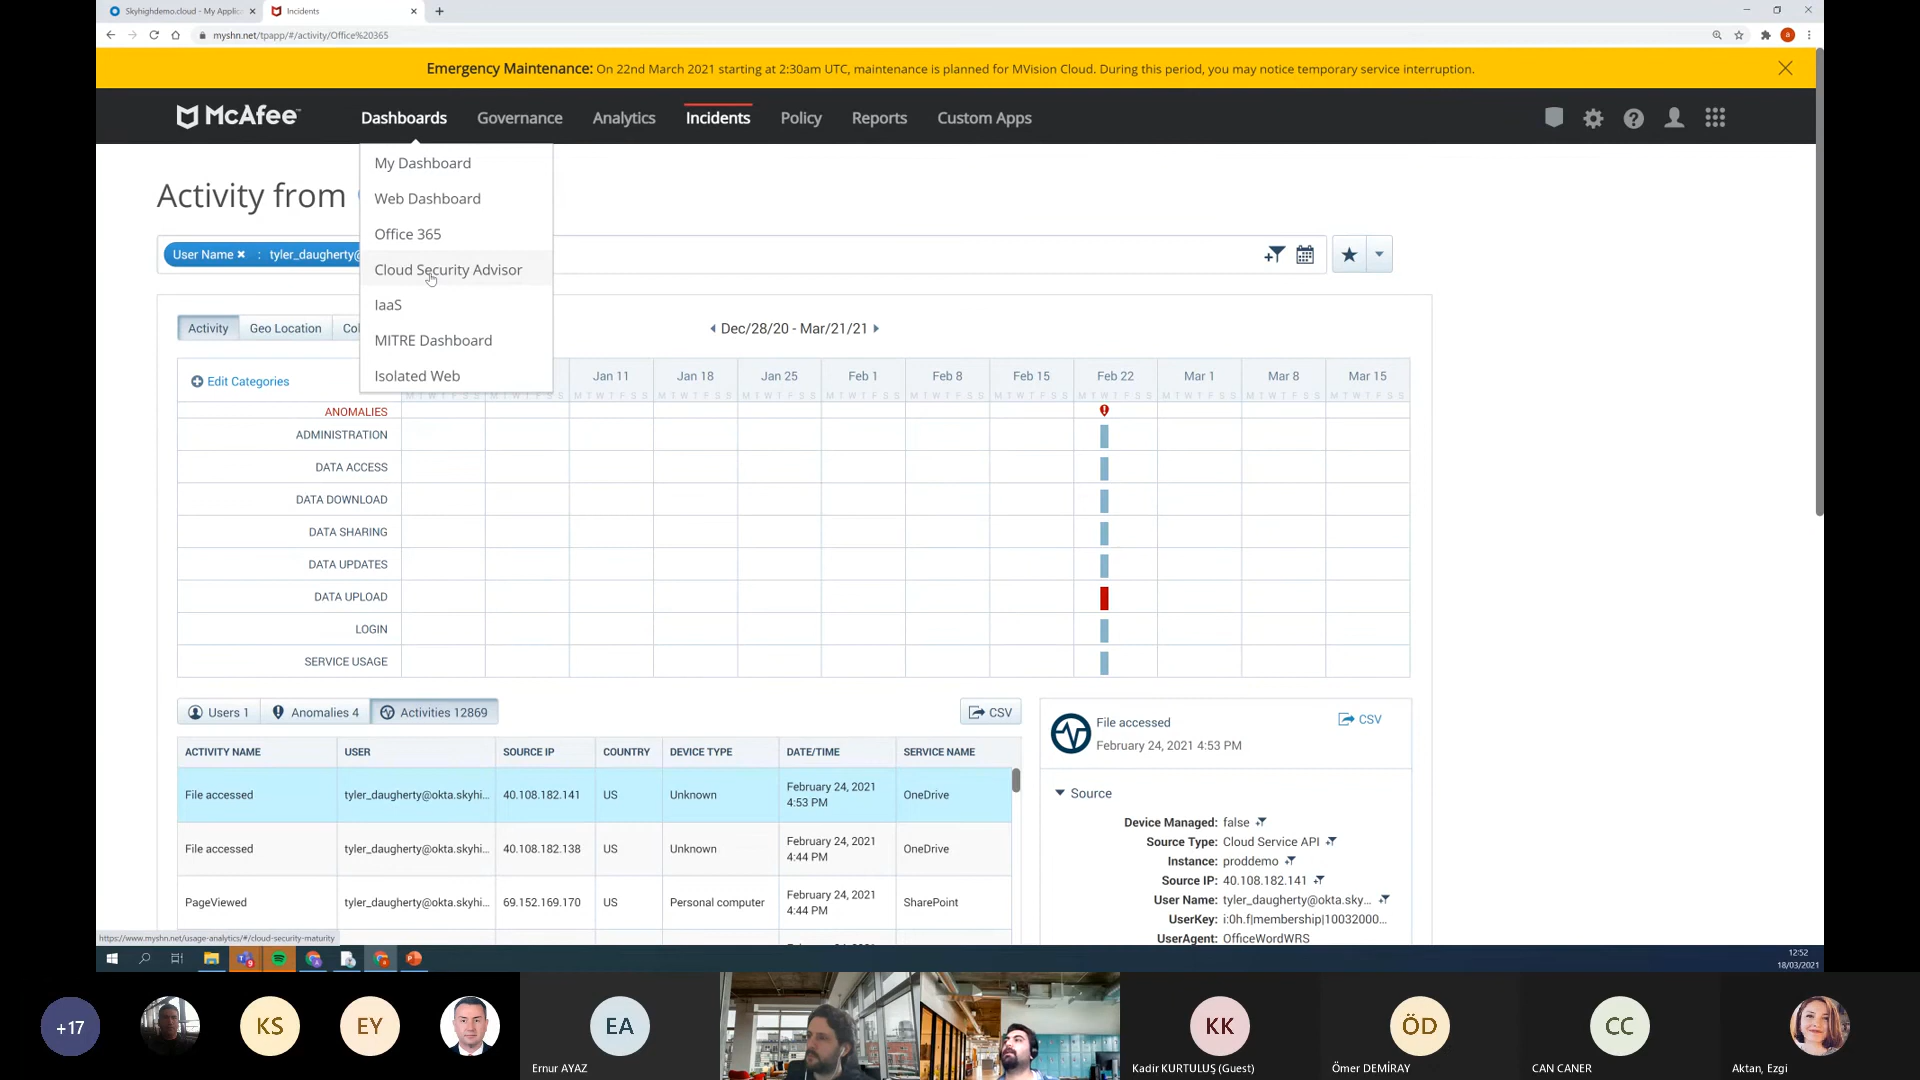 Skyhighdemo.cloud - My Applic
Incidents
myshn.net/tpapp/#/activity/Office%20365
Emergency Maintenance: On 22nd March 2021 starting at 2:30am UTC, maintenance is planned for MVision Cloud. During this period, you may notice temporary service interruption.
McAfee
Dashboards Governance Analytics Incidents Policy Reports Custom Apps
My Dashboard
Web Dashboard
Office 365
Cloud Security Advisor
IaaS
MITRE Dashboard
Isolated Web
Activity from
User Name × : tyler_daugherty@
Activity Geo Location Col
Dec/28/20 - Mar/21/21
Edit Categories
Jan 11 Jan 18 Jan 25 Feb 1 Feb 8 Feb 15 Feb 22 Mar 1 Mar 8 Mar 15
M T W T F S S M T W T F S S M T W T F S S M T W T F S S M T W T F S S M T W T F S S M T W T F S S M T W T F S S M T W T F S S M T W T F S S M T W T F S S M T W T F S S
ANOMALIES
ADMINISTRATION
DATA ACCESS
DATA DOWNLOAD
DATA SHARING
DATA UPDATES
DATA UPLOAD
LOGIN
SERVICE USAGE
Users 1 Anomalies 4 Activities 12869 CSV
ACTIVITY NAME USER SOURCE IP COUNTRY DEVICE TYPE DATE/TIME SERVICE NAME
File accessed tyler_daugherty@okta.skyhi... 40.108.182.141 US Unknown February 24, 2021 4:53 PM OneDrive
File accessed tyler_daugherty@okta.skyhi... 40.108.182.138 US Unknown February 24, 2021 4:44 PM OneDrive
PageViewed tyler_daugherty@okta.skyhi... 69.152.169.170 US Personal computer February 24, 2021 4:44 PM SharePoint
File accessed
CSV
February 24, 2021 4:53 PM
Source
Device Managed: false
Source Type: Cloud Service API
Instance: proddemo
Source IP: 40.108.182.141
User Name: tyler_daugherty@okta.sky...
UserKey: i:0h.f|membership|10032000...
UserAgent: OfficeWordWRS
https://www.myshn.net/usage-analytics/#/cloud-security-maturity
12:52
18/03/2021
+17
KS
EY
EA
Ernur AYAZ
KK
Kadir KURTULUŞ (Guest)
ÖD
Ömer DEMİRAY
CC
CAN CANER
Aktan, Ezgi